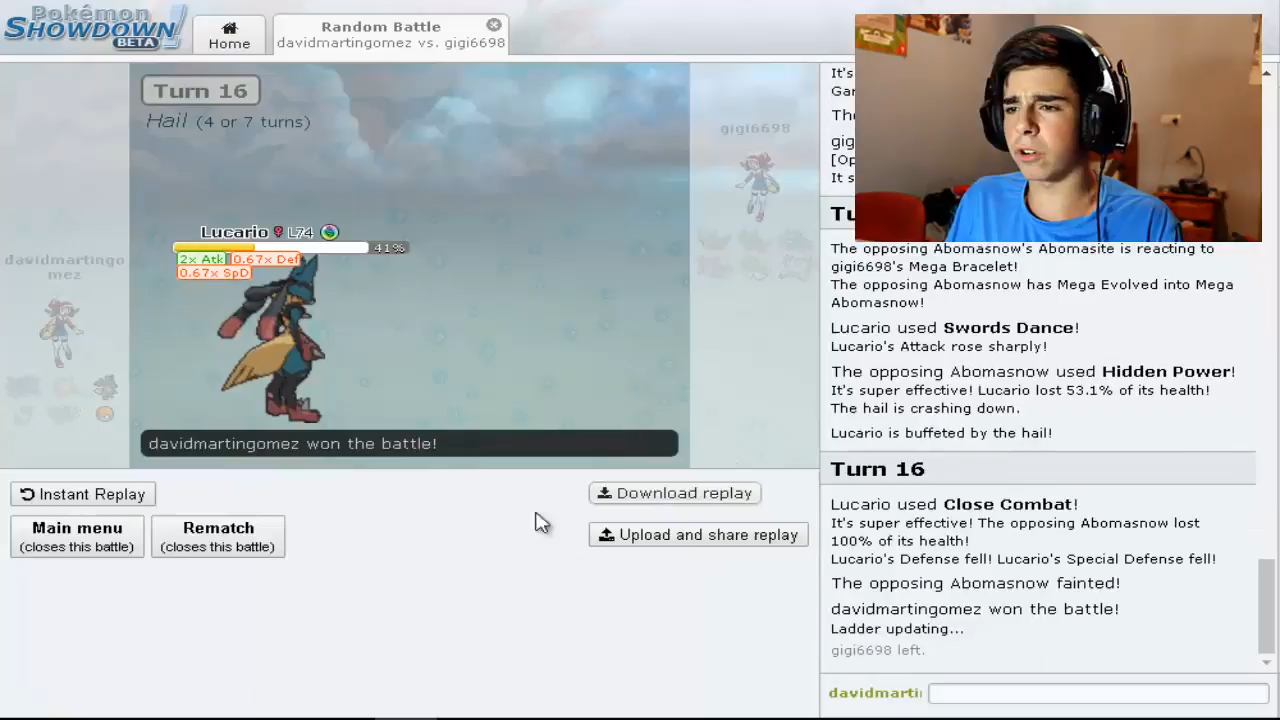 Pokémon
SHOWDOWN!
BETA
Home
Random Battle
davidmartingomez vs. gigi6698
Turn 16
Hail (4 or 7 turns)
davidmartingo
mez
gigi6698
Lucario ♀ L74
41%
2x Atk 0.67x Def
0.67x SpD
davidmartingomez won the battle!
Instant Replay
Download replay
Main menu
(closes this battle)
Rematch
(closes this battle)
Upload and share replay
It's
Gar
The
gig
[Op
It's
Tu
The opposing Abomasnow's Abomasite is reacting to
gigi6698's Mega Bracelet!
The opposing Abomasnow has Mega Evolved into Mega
Abomasnow!
Lucario used Swords Dance!
Lucario's Attack rose sharply!
The opposing Abomasnow used Hidden Power!
It's super effective! Lucario lost 53.1% of its health!
The hail is crashing down.
Lucario is buffeted by the hail!
Turn 16
Lucario used Close Combat!
It's super effective! The opposing Abomasnow lost
100% of its health!
Lucario's Defense fell! Lucario's Special Defense fell!
The opposing Abomasnow fainted!
davidmartingomez won the battle!
Ladder updating...
gigi6698 left.
davidmarti